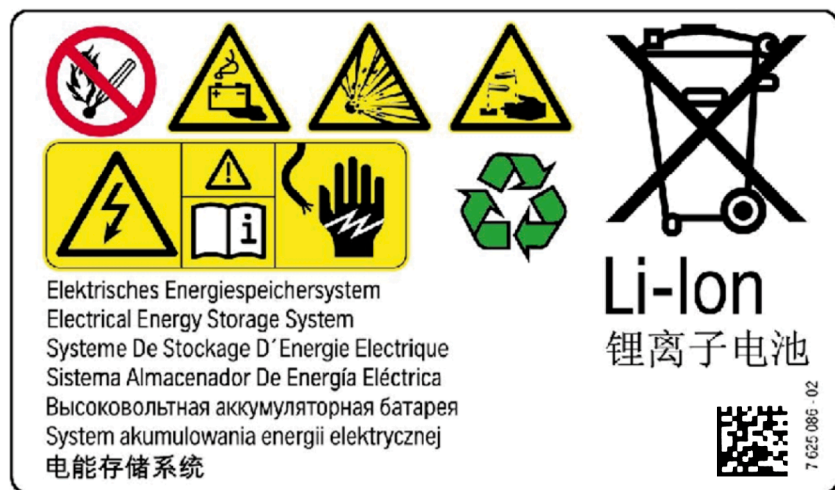 Elektrisches Energiespeichersystem
Electrical Energy Storage System
Systeme De Stockage D´Energie Electrique
Sistema Almacenador De Energía Eléctrica
Высоковольтная аккумуляторная батарея
System akumulowania energii elektrycznej
电能存储系统
Li-Ion
锂离子电池
7 625 086 - 02